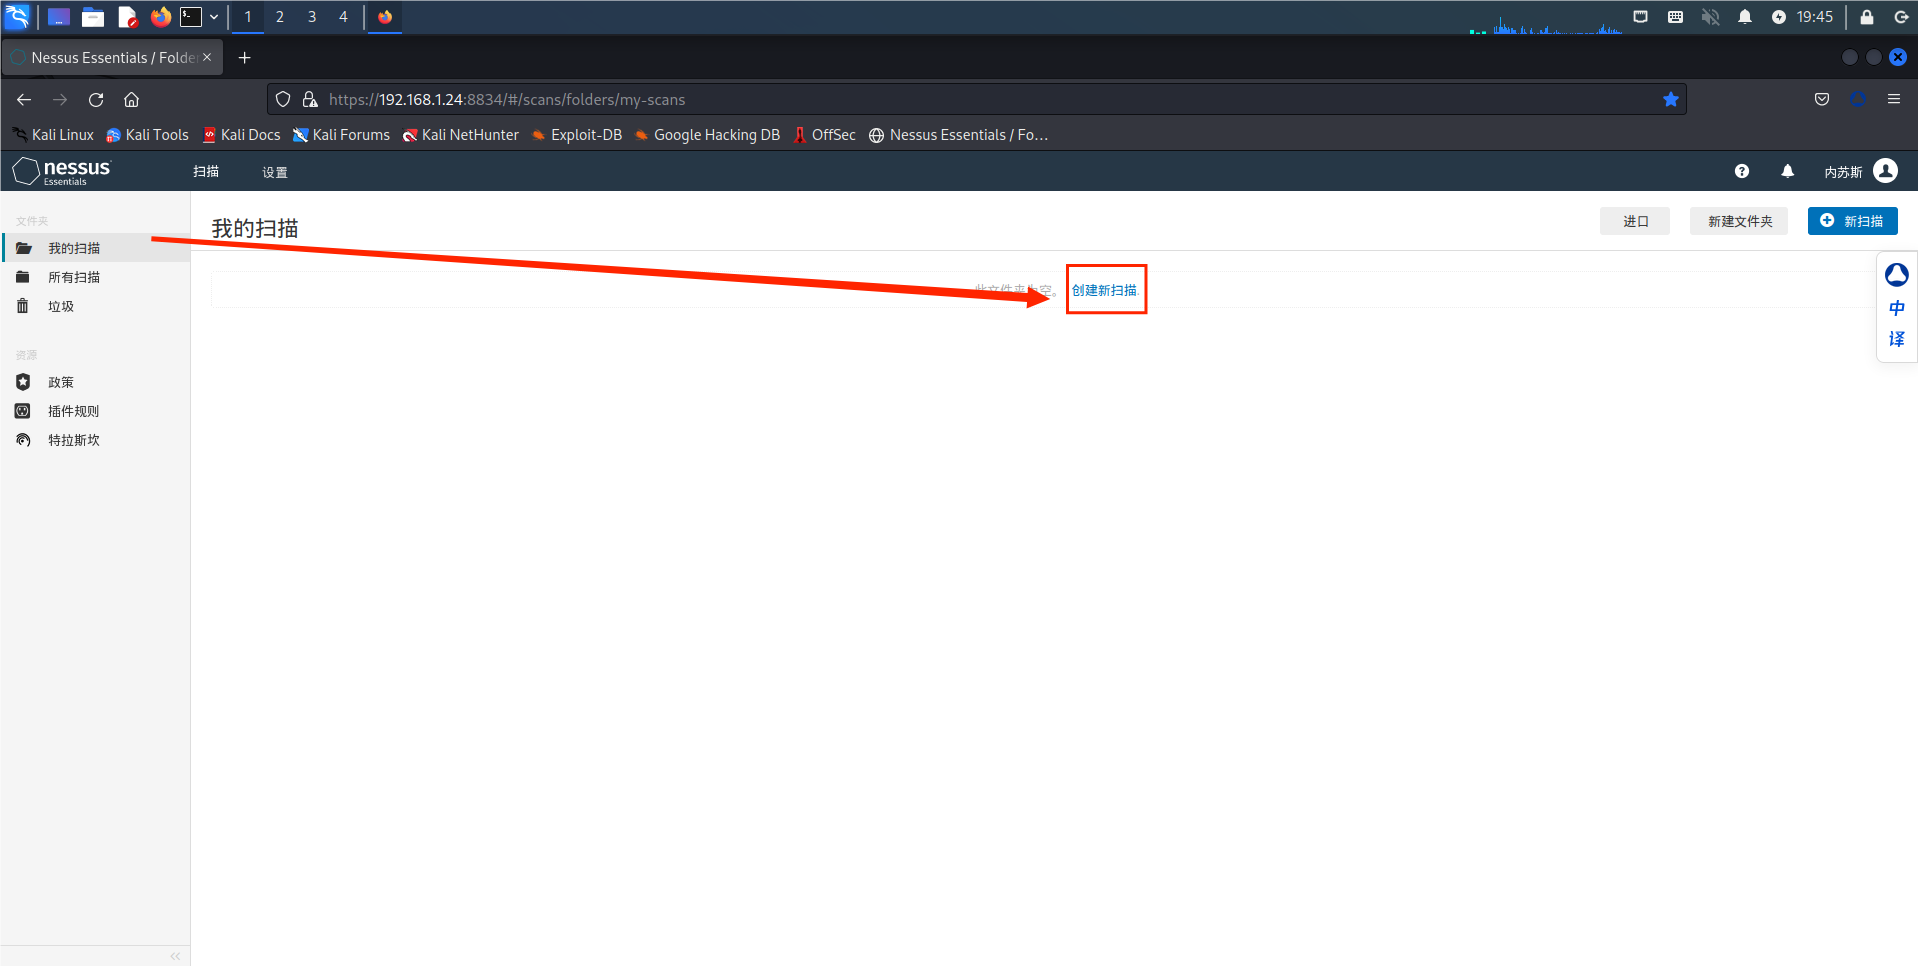 1 2 3 4 19:45
Nessus Essentials / Folde
https://192.168.1.24:8834/#/scans/folders/my-scans
Kali Linux Kali Tools Kali Docs Kali Forums Kali NetHunter Exploit-DB Google Hacking DB OffSec Nessus Essentials / Fo…
nessus
Essentials
扫描 设置 内苏斯
文件夹
我的扫描
所有扫描
垃圾
资源
政策
插件规则
特拉斯坎
我的扫描
进口 新建文件夹 新扫描
此文件夹为空。 创建新扫描.
中
译